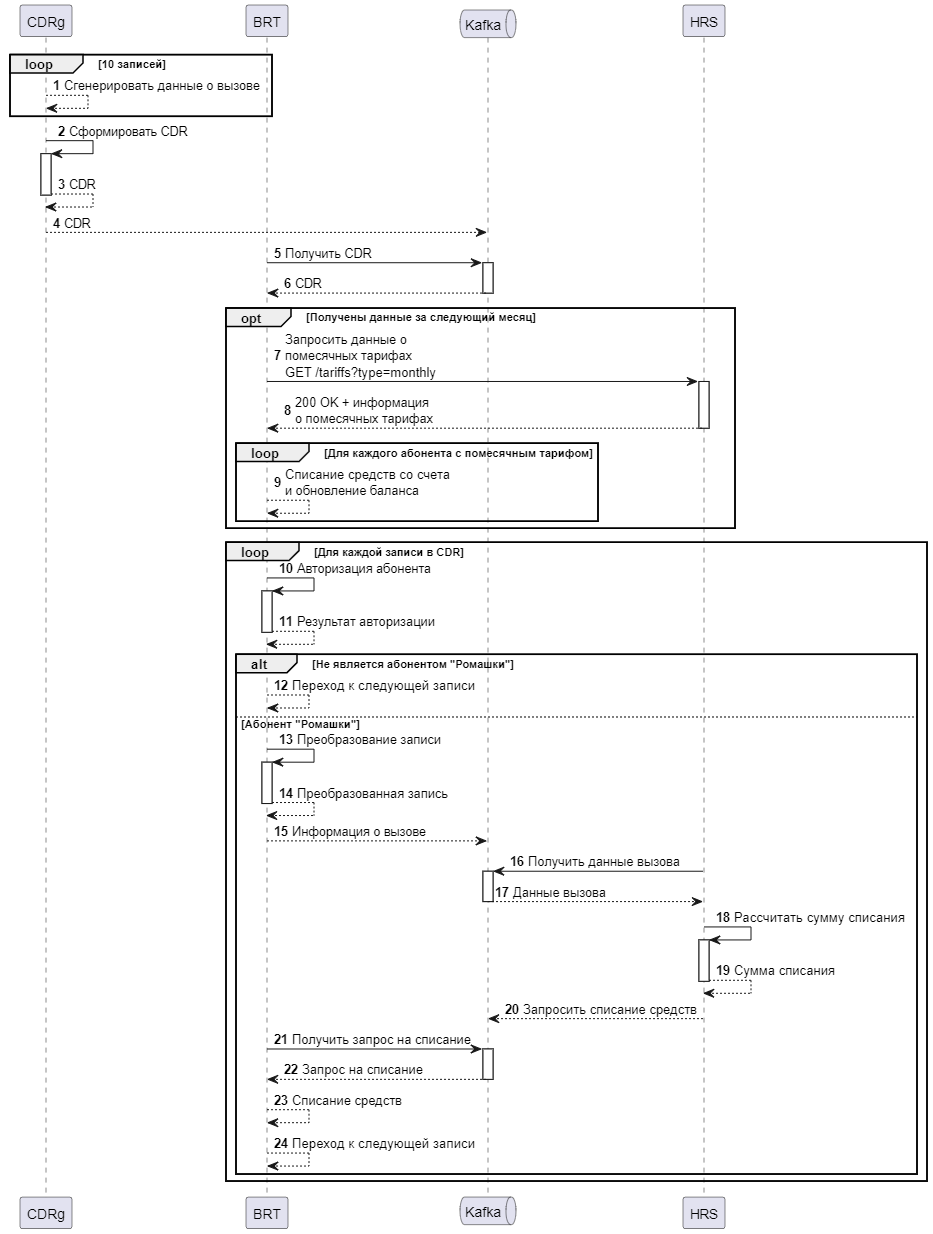 CDRg
BRT
Kafka
HRS
loop [10 записей]
1 Сгенерировать данные о вызове
2 Сформировать CDR
3 CDR
4 CDR
5 Получить CDR
6 CDR
opt [Получены данные за следующий месяц]
Запросить данные о
7 помесячных тарифах
GET /tariffs?type=monthly
8 200 OK + информация
о помесячных тарифах
loop [Для каждого абонента с помесячным тарифом]
9 Списание средств со счета
и обновление баланса
loop [Для каждой записи в CDR]
10 Авторизация абонента
11 Результат авторизации
alt [Не является абонентом "Ромашки"]
12 Переход к следующей записи
[Абонент "Ромашки"]
13 Преобразование записи
14 Преобразованная запись
15 Информация о вызове
16 Получить данные вызова
17 Данные вызова
18 Рассчитать сумму списания
19 Сумма списания
20 Запросить списание средств
21 Получить запрос на списание
22 Запрос на списание
23 Списание средств
24 Переход к следующей записи
CDRg
BRT
Kafka
HRS